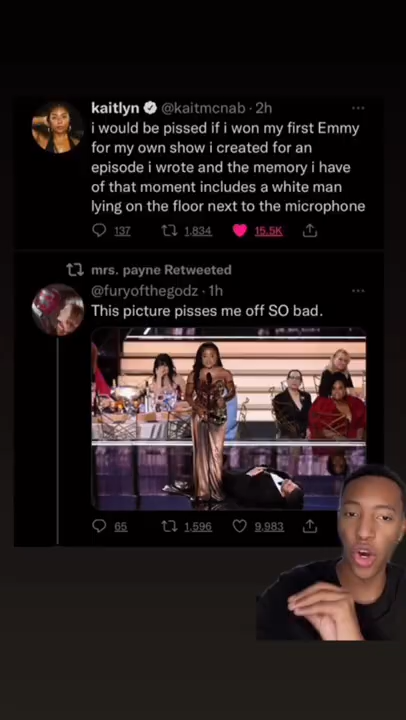 kaitlyn @kaitmcnab · 2h
i would be pissed if i won my first Emmy
for my own show i created for an
episode i wrote and the memory i have
of that moment includes a white man
lying on the floor next to the microphone
137 1,834 15.5K
mrs. payne Retweeted
@furyofthegodz · 1h
This picture pisses me off SO bad.
65 1,596 9,983